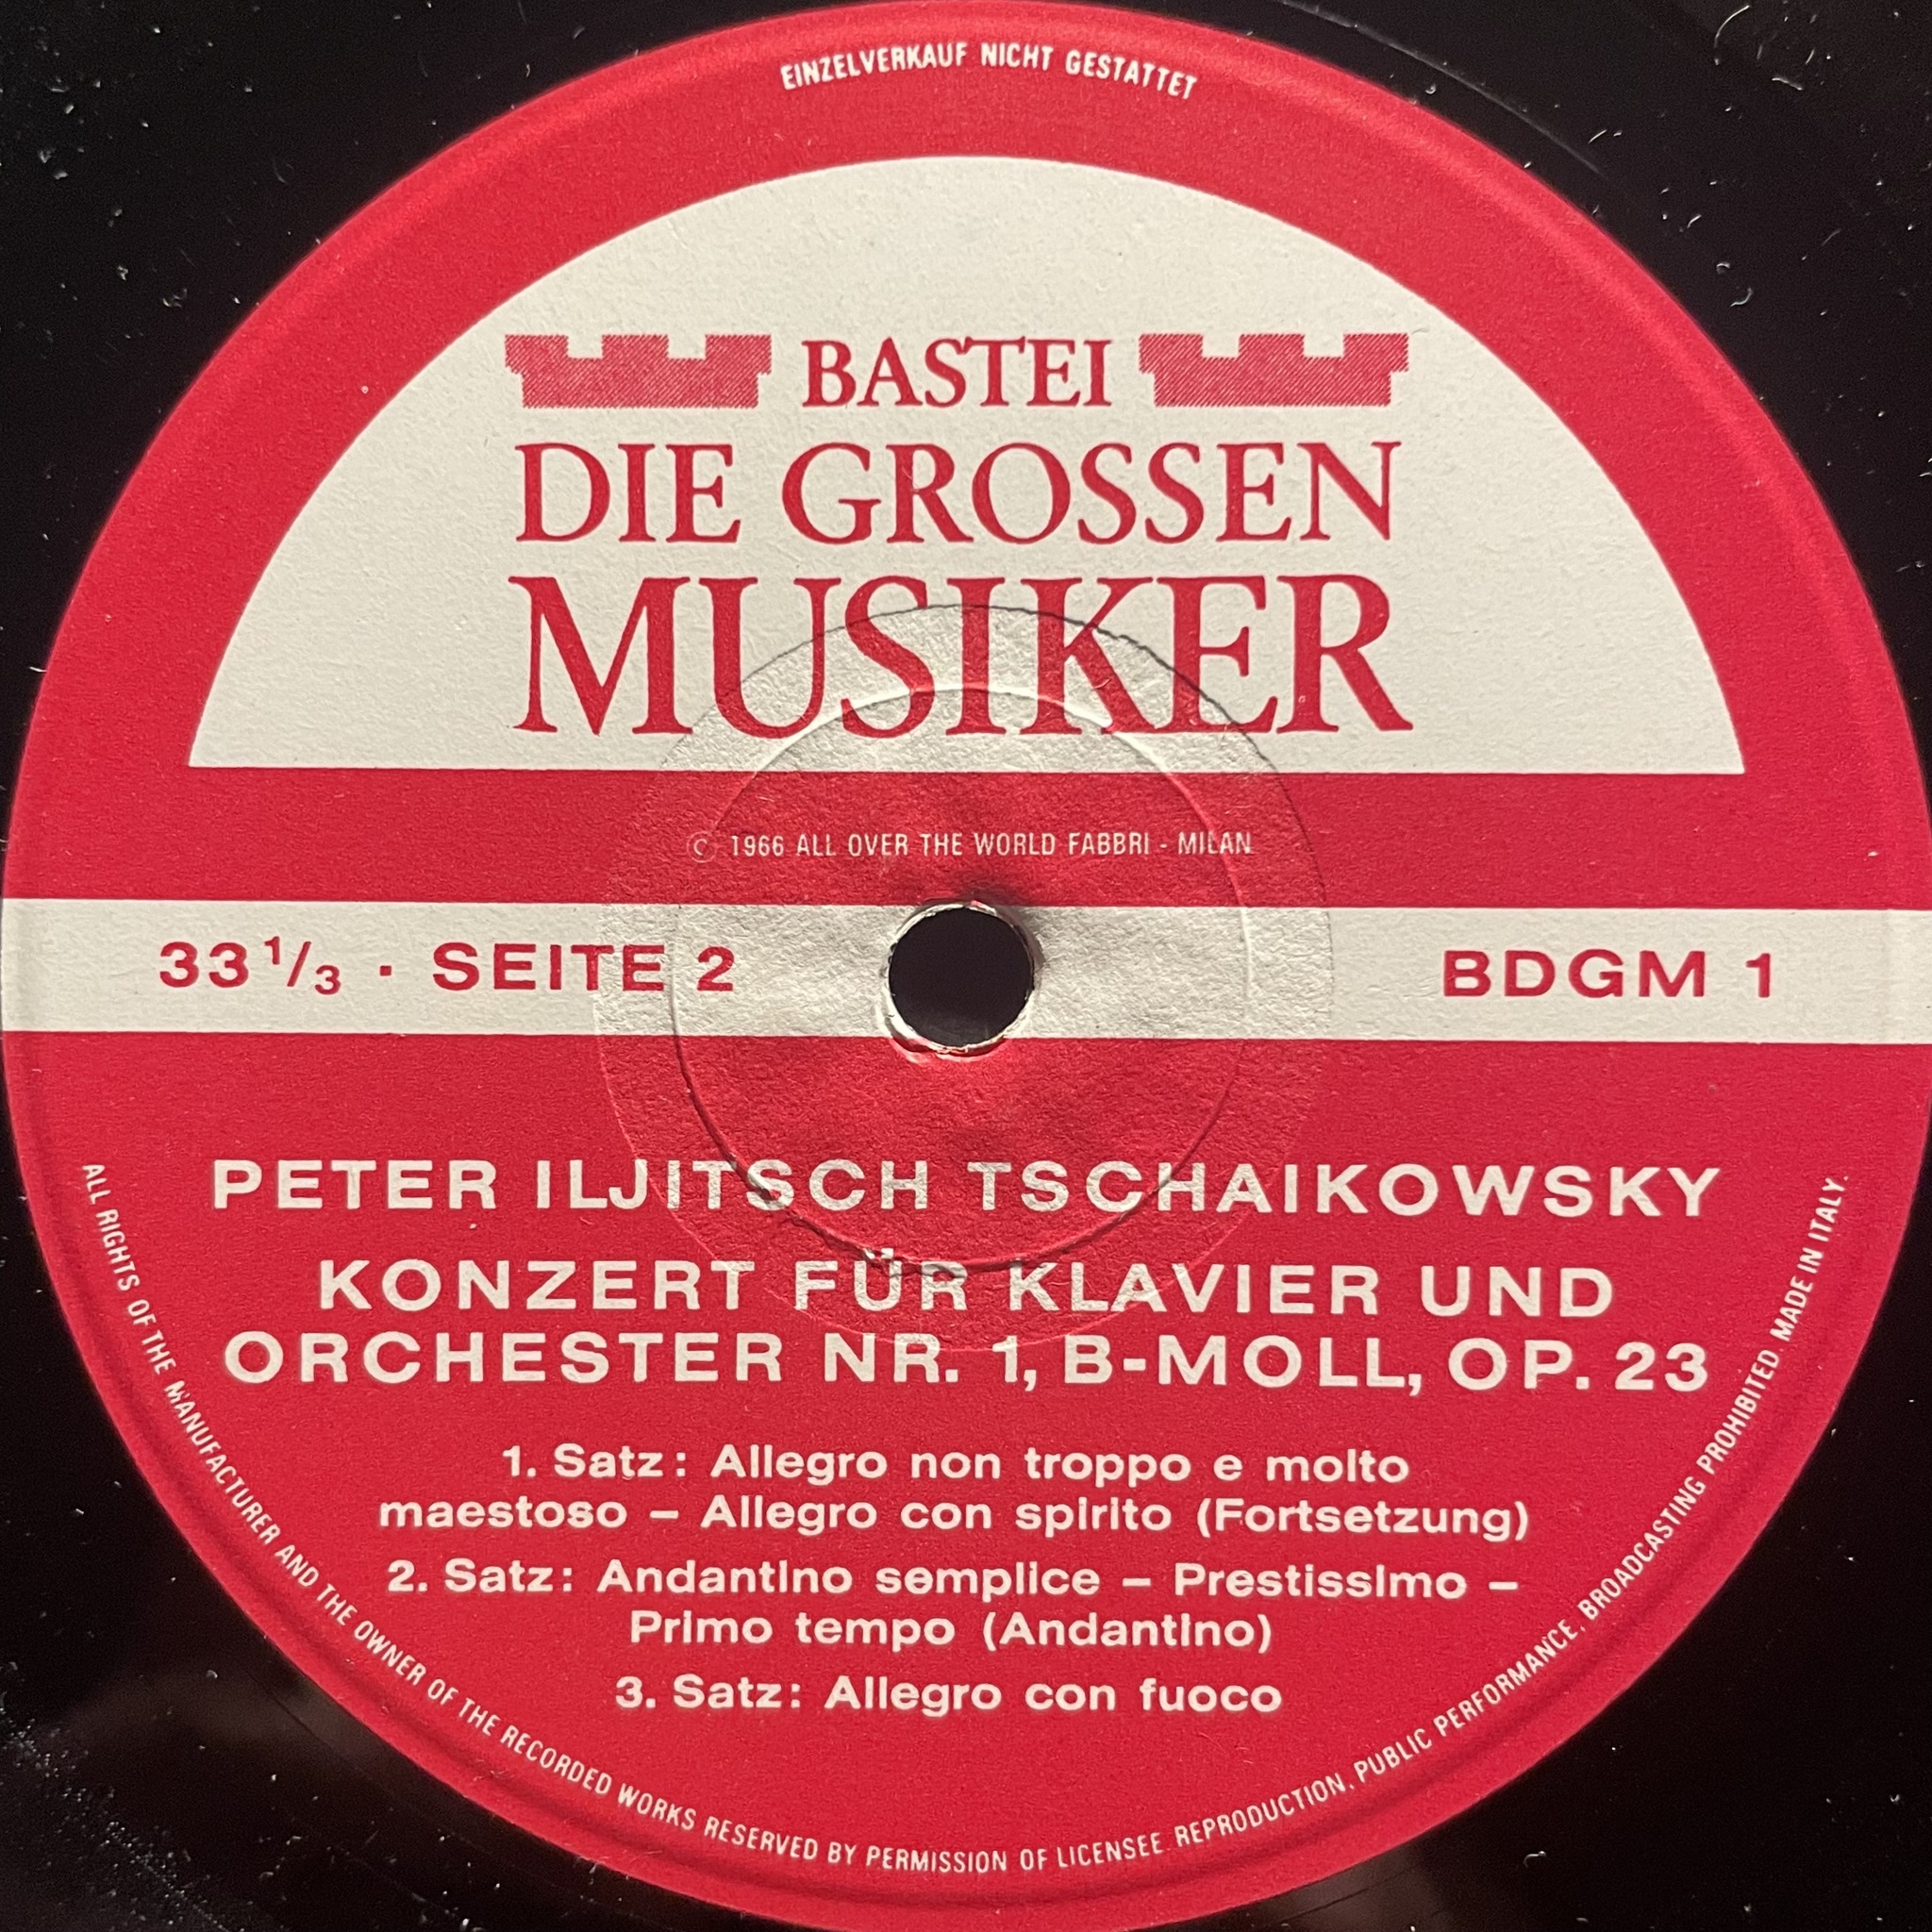 EINZELVERKAUF NICHT GESTATTET
BASTEI
DIE GROSSEN
MUSIKER
© 1966 ALL OVER THE WORLD FABBRI - MILAN
33 1/3 · SEITE 2
BDGM 1
PETER ILJITSCH TSCHAIKOWSKY
KONZERT FÜR KLAVIER UND
ORCHESTER NR. 1, B-MOLL, OP. 23
1. Satz: Allegro non troppo e molto
maestoso – Allegro con spirito (Fortsetzung)
2. Satz: Andantino semplice – Prestissimo –
Primo tempo (Andantino)
3. Satz: Allegro con fuoco
ALL RIGHTS OF THE MANUFACTURER AND THE OWNER OF THE RECORDED WORKS RESERVED BY PERMISSION OF LICENSEE. REPRODUCTION, PUBLIC PERFORMANCE, BROADCASTING PROHIBITED. MADE IN ITALY.